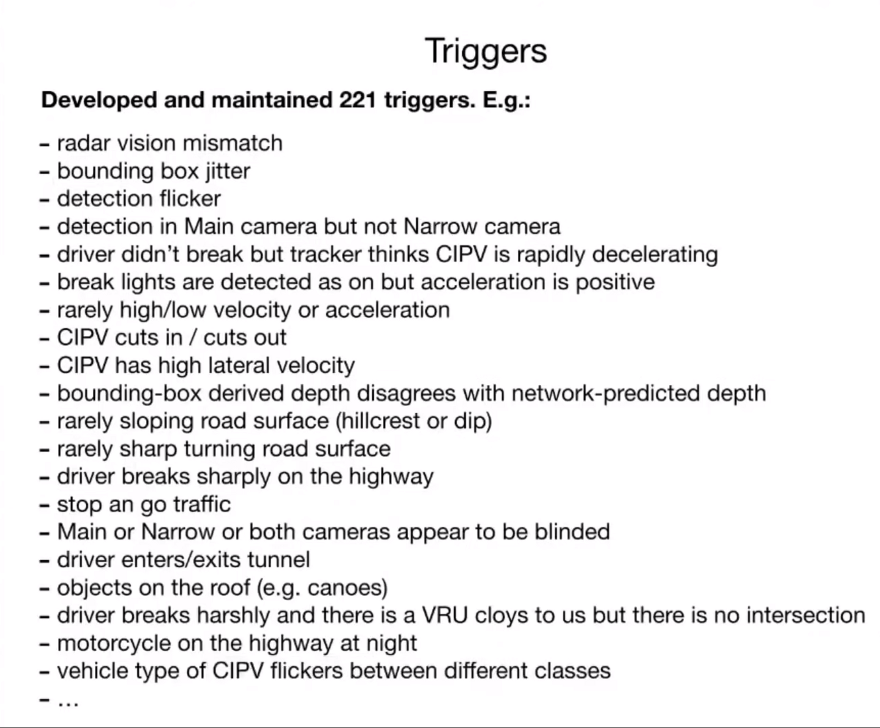 Triggers
Developed and maintained 221 triggers. E.g.:
– radar vision mismatch
– bounding box jitter
– detection flicker
– detection in Main camera but not Narrow camera
– driver didn’t break but tracker thinks CIPV is rapidly decelerating
– break lights are detected as on but acceleration is positive
– rarely high/low velocity or acceleration
– CIPV cuts in / cuts out
– CIPV has high lateral velocity
– bounding-box derived depth disagrees with network-predicted depth
– rarely sloping road surface (hillcrest or dip)
– rarely sharp turning road surface
– driver breaks sharply on the highway
– stop an go traffic
– Main or Narrow or both cameras appear to be blinded
– driver enters/exits tunnel
– objects on the roof (e.g. canoes)
– driver breaks harshly and there is a VRU cloys to us but there is no intersection
– motorcycle on the highway at night
– vehicle type of CIPV flickers between different classes
– …